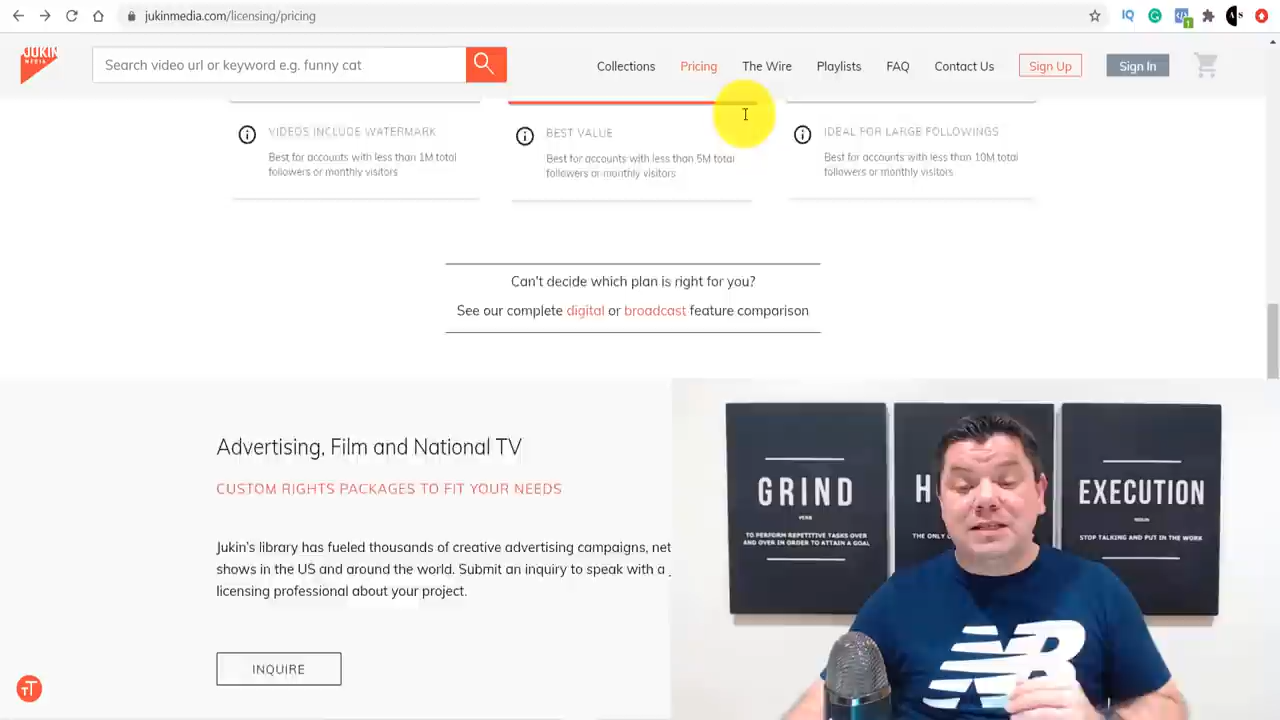 jukinmedia.com/licensing/pricing
JUKIN
MEDIA
Search video url or keyword e.g. funny cat
Collections
Pricing
The Wire
Playlists
FAQ
Contact Us
Sign Up
Sign In
VIDEOS INCLUDE WATERMARK
Best for accounts with less than 1M total
followers or monthly visitors
BEST VALUE
Best for accounts with less than 5M total
followers or monthly visitors
IDEAL FOR LARGE FOLLOWINGS
Best for accounts with less than 10M total
followers or monthly visitors
Can't decide which plan is right for you?
See our complete digital or broadcast feature comparison
Advertising, Film and National TV
CUSTOM RIGHTS PACKAGES TO FIT YOUR NEEDS
Jukin's library has fueled thousands of creative advertising campaigns, net
shows in the US and around the world. Submit an inquiry to speak with a
licensing professional about your project.
INQUIRE
GRIND
VERB
TO PERFORM REPETITIVE TASKS OVER
AND OVER IN ORDER TO ATTAIN A GOAL
H
THE ONLY
EXECUTION
NOUN
STOP TALKING AND PUT IN THE WORK
NB